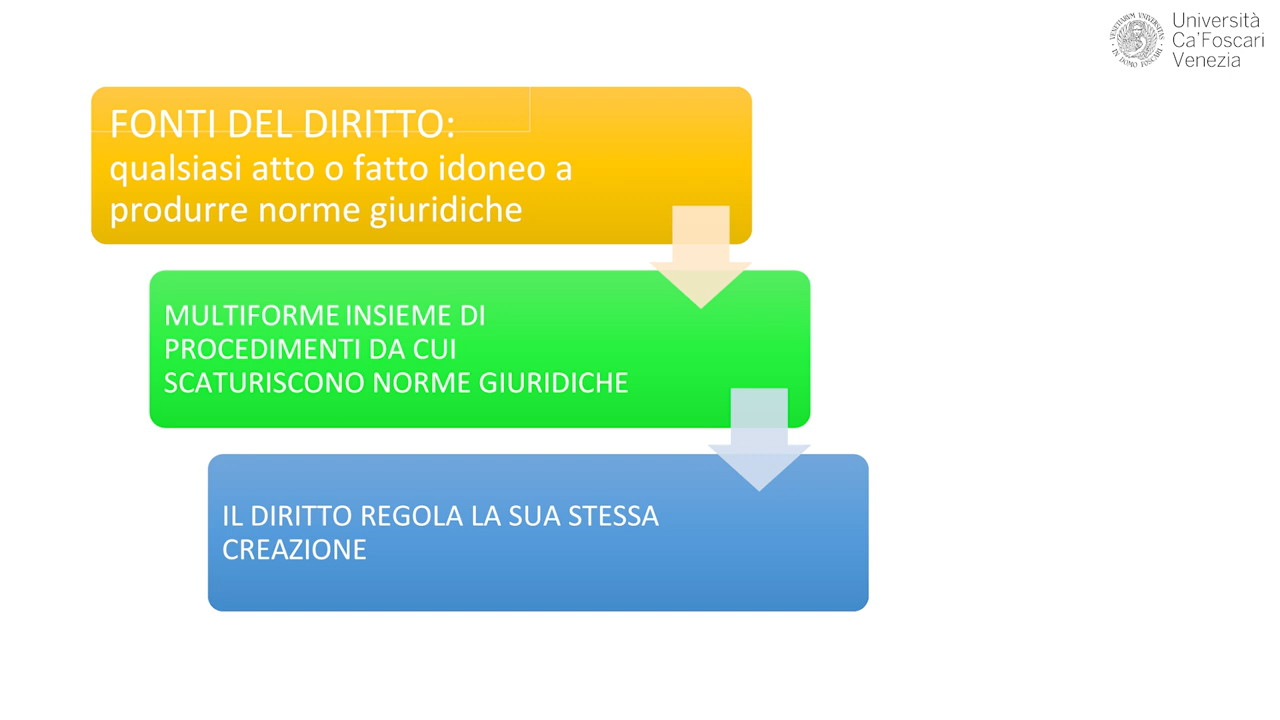 Università
Ca'Foscari
Venezia
FONTI DEL DIRITTO:
qualsiasi atto o fatto idoneo a
produrre norme giuridiche
MULTIFORME INSIEME DI
PROCEDIMENTI DA CUI
SCATURISCONO NORME GIURIDICHE
IL DIRITTO REGOLA LA SUA STESSA
CREAZIONE